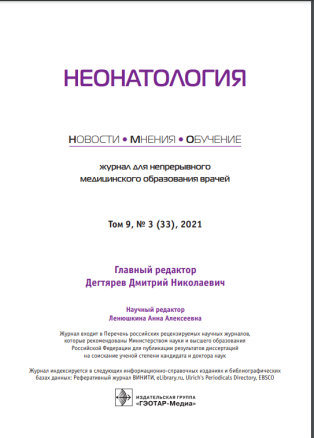 НЕОНАТОЛОГИЯ
НОВОСТИ • МНЕНИЯ • ОБУЧЕНИЕ
журнал для непрерывного
медицинского образования врачей
Том 9, № 3 (33), 2021
Главный редактор
Дегтярев Дмитрий Николаевич
Научный редактор
Ленюшкина Анна Алексеевна
Журнал входит в Перечень российских рецензируемых научных журналов,
которые рекомендованы Министерством науки и высшего образования
Российской Федерации для публикации результатов диссертаций
на соискание ученой степени кандидата и доктора наук
Журнал индексируется в следующих информационно-справочных изданиях и библиографических
базах данных: Реферативный журнал ВИНИТИ, eLibrary.ru, Ulrich's Periodicals Directory, EBSCO
ИЗДАТЕЛЬСКАЯ ГРУППА
«ГЭОТАР-Медиа»